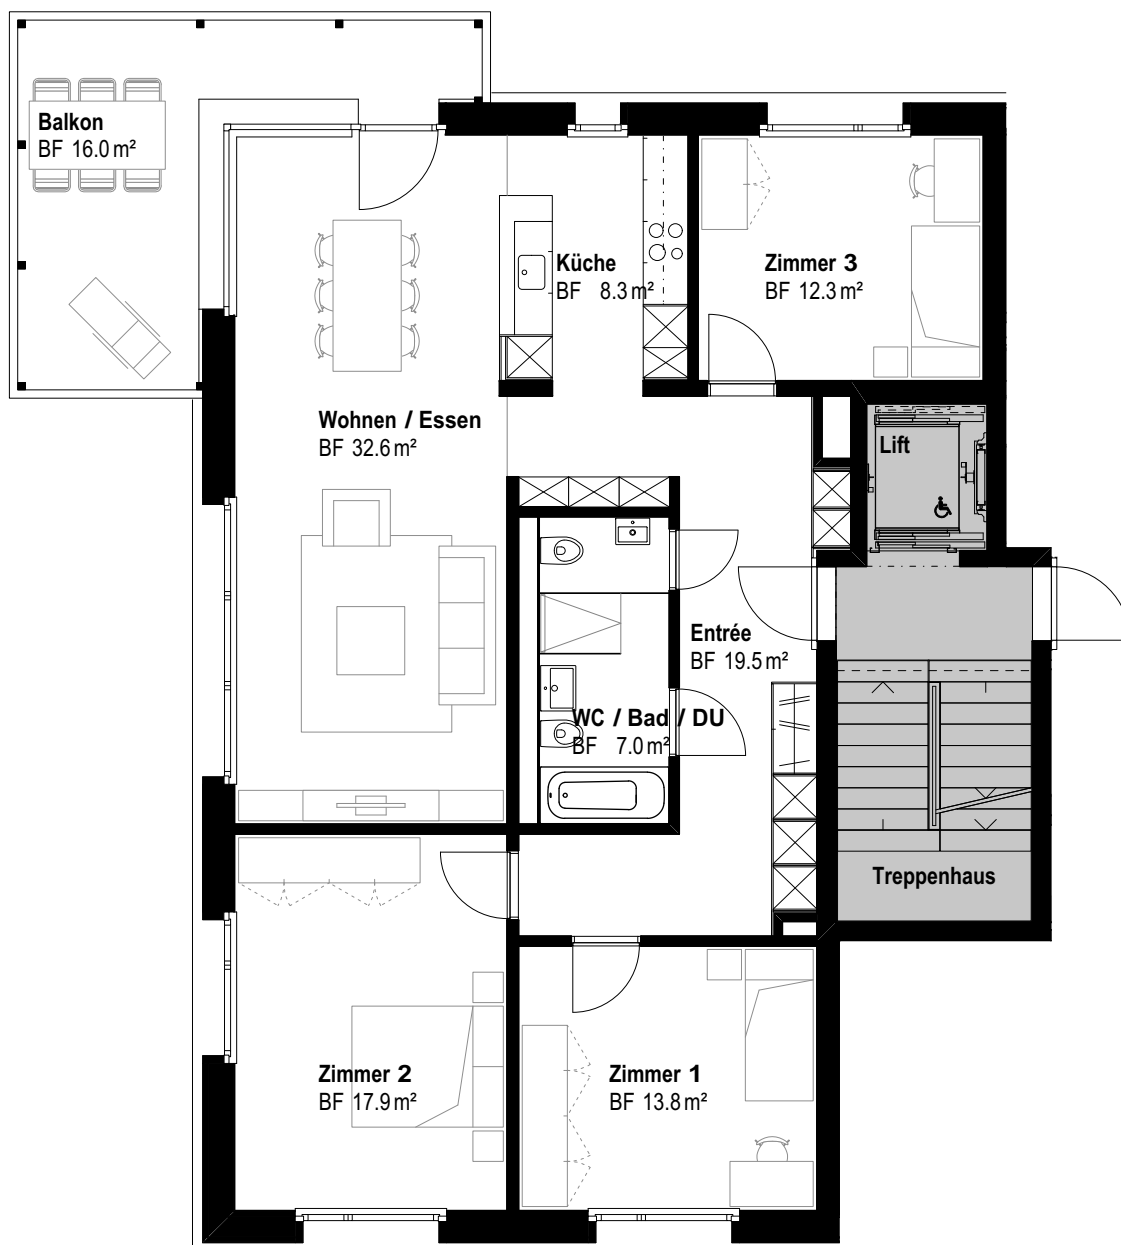 Balkon
BF 16.0 m²
Küche
BF 8.3 m²
Zimmer 3
BF 12.3 m²
Wohnen / Essen
BF 32.6 m²
Lift
Entrée
BF 19.5 m²
WC / Bad / DU
BF 7.0 m²
Treppenhaus
Zimmer 2
BF 17.9 m²
Zimmer 1
BF 13.8 m²